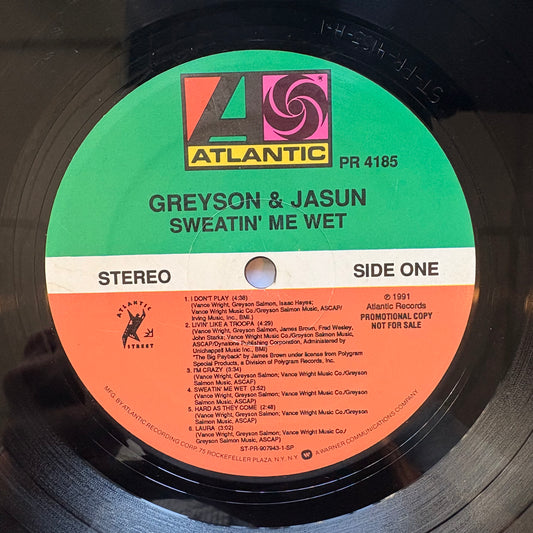 ST-PR-4185-A-1
ATLANTIC
PR 4185
GREYSON & JASUN
SWEATIN' ME WET
STEREO
SIDE ONE
ATLANTIC
STREET
1. I DON'T PLAY (4:38)
(Vance Wright, Greyson Salmon, Isaac Hayes;
Vance Wright Music Co./Greyson Salmon Music, ASCAP/
Irving Music, Inc., BMI.)
2. LIVIN' LIKE A TROOPA (4:29)
(Vance Wright, Greyson Salmon, James Brown, Fred Wesley,
John Starks; Vance Wright Music Co./Greyson Salmon Music,
ASCAP/Dynatone Publishing Corporation, Administered by
Unichappell Music Inc., BMI)
"The Big Payback" by James Brown under license from Polygram
Special Products, a Division of Polygram Records, Inc.
3. I'M CRAZY (3:34)
(Vance Wright, Greyson Salmon; Vance Wright Music Co./Greyson
Salmon Music, ASCAP)
4. SWEATIN' ME WET (3:52)
(Vance Wright, Greyson Salmon; Vance Wright Music Co./Greyson
Salmon Music, ASCAP)
5. HARD AS THEY COME (2:48)
(Vance Wright, Greyson Salmon; Vance Wright Music Co./
Greyson Salmon Music, ASCAP)
6. LAURA (3:02)
(Vance Wright, Greyson Salmon; Vance Wright Music Co./
Greyson Salmon Music, ASCAP)
℗ 1991
Atlantic Records
PROMOTIONAL COPY
NOT FOR SALE
ST-PR-907943-1-SP
MFG. BY ATLANTIC RECORDING CORP. 75 ROCKEFELLER PLAZA, N.Y., N.Y. A WARNER COMMUNICATIONS COMPANY